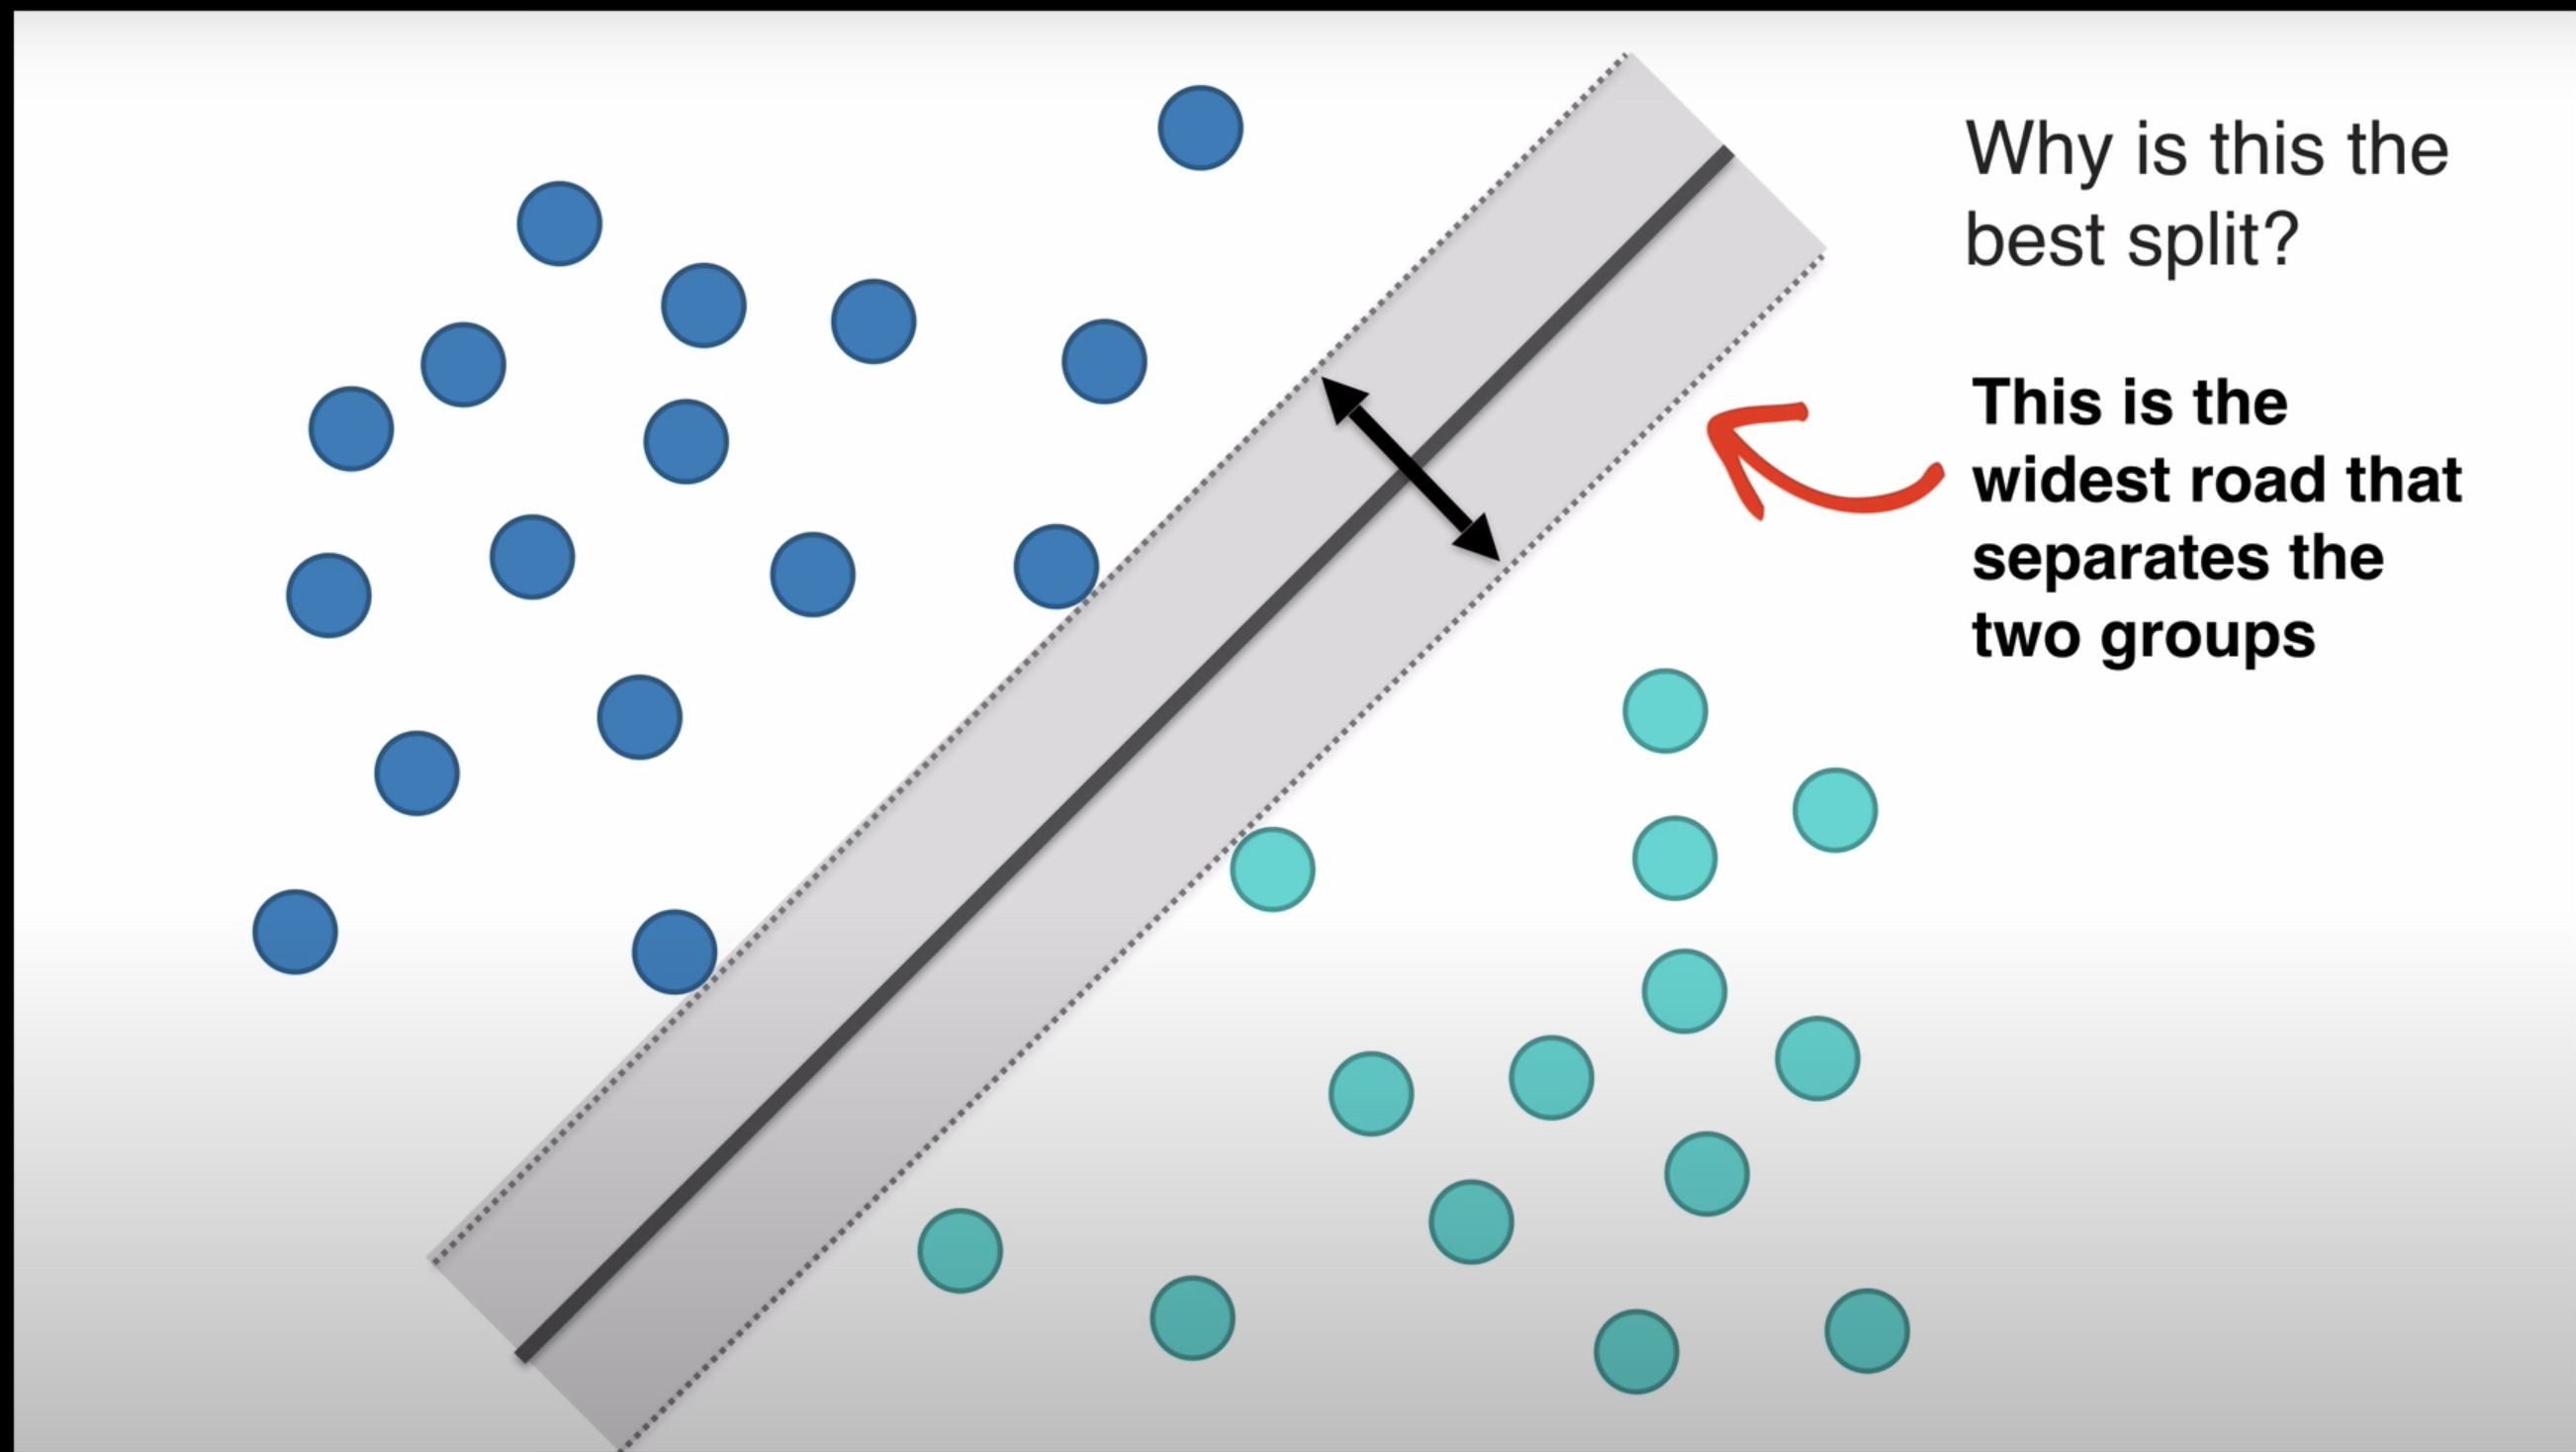 Why is this the
best split?
This is the
widest road that
separates the
two groups